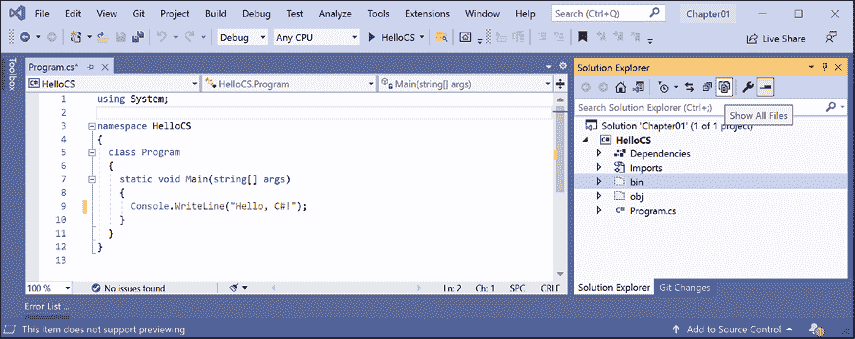 File Edit View Git Project Build Debug Test Analyze Tools Extensions Window Help Search (Ctrl+Q) Chapter01
Debug Any CPU HelloCS Live Share
Toolbox
Program.cs*
HelloCS HelloCS.Program Main(string[] args)
1 using System;
2
3 namespace HelloCS
4 {
5 class Program
6 {
7 static void Main(string[] args)
8 {
9 Console.WriteLine("Hello, C#!");
10 }
11 }
12 }
13
100 % No issues found Ln: 2 Ch: 1 SPC CRLF
Error List ...
Solution Explorer
Search Solution Explorer (Ctrl+;)
Show All Files
Solution 'Chapter01' (1 of 1 project)
HelloCS
Dependencies
Imports
bin
obj
C# Program.cs
Solution Explorer Git Changes
This item does not support previewing Add to Source Control